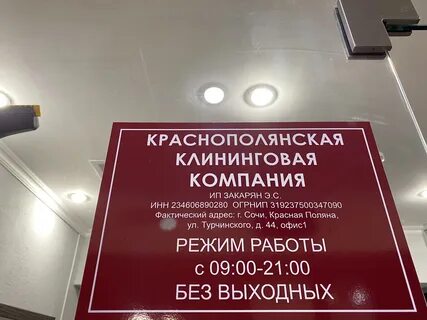 КРАСНОПОЛЯНСКАЯ
КЛИНИНГОВАЯ
КОМПАНИЯ
ИП ЗАКАРЯН Э.С.
ИНН 234606890280 ОГРНИП 319237500347090
Фактический адрес: г. Сочи, Красная Поляна,
ул. Турчинского, д. 44, офис1
РЕЖИМ РАБОТЫ
с 09:00-21:00
БЕЗ ВЫХОДНЫХ